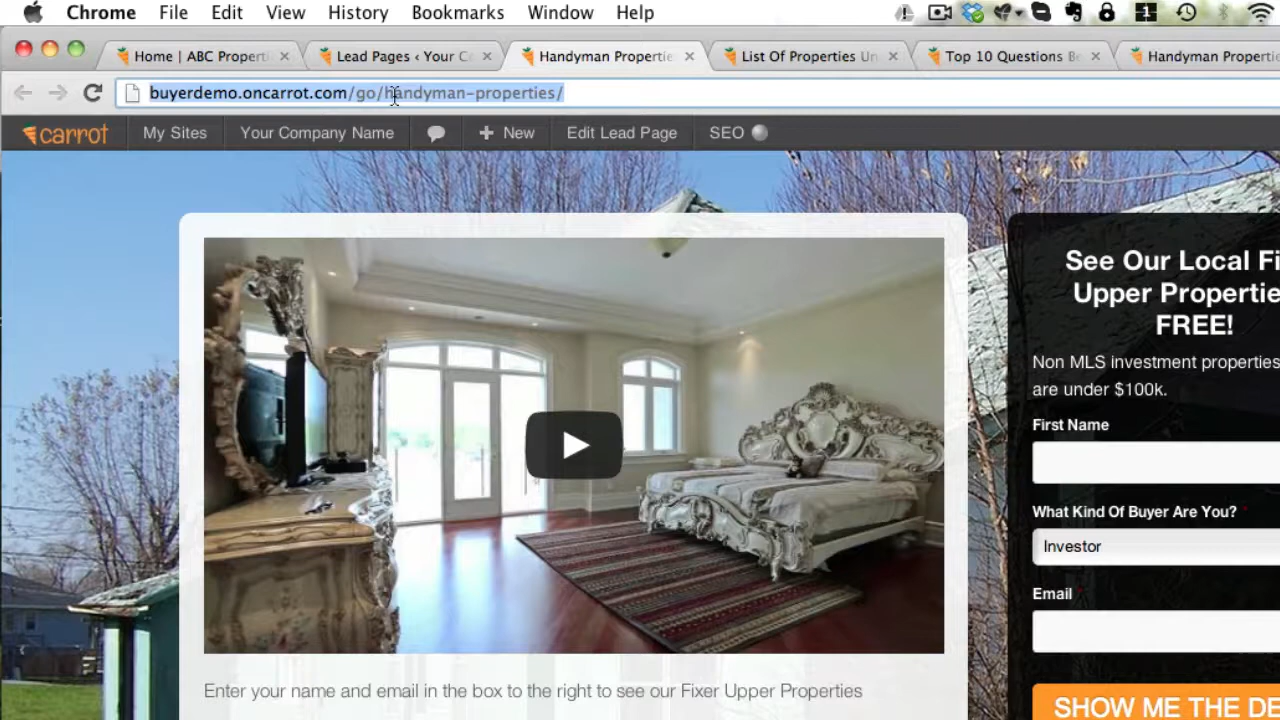 Chrome File Edit View History Bookmarks Window Help
Home | ABC Properti
Lead Pages ‹ Your C
Handyman Propertie
List Of Properties Un
Top 10 Questions Be
Handyman Properti
buyerdemo.oncarrot.com/go/handyman-properties/
carrot My Sites Your Company Name + New Edit Lead Page SEO
See Our Local Fi
Upper Propertie
FREE!
Non MLS investment properties
are under $100k.
First Name
What Kind Of Buyer Are You? *
Investor
Email *
Enter your name and email in the box to the right to see our Fixer Upper Properties
SHOW ME THE DE